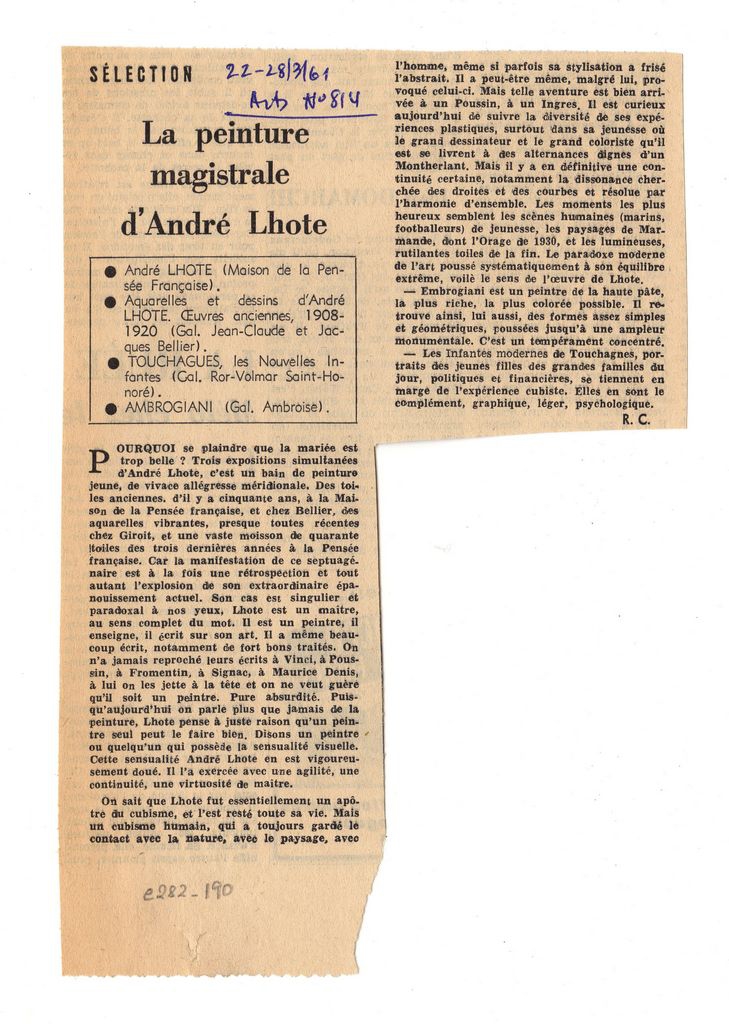 SÉLECTION
22-28/3/61
Arts No 814
La peinture
magistrale
d'André Lhote
● André LHOTE (Maison de la Pen-
sée Française).
● Aquarelles et dessins d'André
LHOTE. Œuvres anciennes, 1908-
1920 (Gal. Jean-Claude et Jac-
ques Bellier).
● TOUCHAGUES, les Nouvelles In-
fantes (Gal. Ror-Volmar Saint-Ho-
noré).
● AMBROGIANI (Gal. Ambroise).
POURQUOI se plaindre que la mariée est
trop belle ? Trois expositions simultanées
d'André Lhote, c'est un bain de peinture
jeune, de vivace allégresse méridionale. Des toi-
les anciennes. d'il y a cinquante ans, à la Mai-
son de la Pensée française, et chez Bellier, des
aquarelles vibrantes, presque toutes récentes
chez Giroit, et une vaste moisson de quarante
toiles des trois dernières années à la Pensée
française. Car la manifestation de ce septuagé-
naire est à la fois une rétrospection et tout
autant l'explosion de son extraordinaire épa-
nouissement actuel. Son cas est singulier et
paradoxal à nos yeux, Lhote est un maître,
au sens complet du mot. Il est un peintre, il
enseigne, il écrit sur son art. Il a même beau-
coup écrit, notamment de fort bons traités. On
n'a jamais reproché leurs écrits à Vinci, à Pous-
sin, à Fromentin, à Signac, à Maurice Denis,
à lui on les jette à la tête et on ne veut guère
qu'il soit un peintre. Pure absurdité. Puis-
qu'aujourd'hui on parle plus que jamais de la
peinture, Lhote pense à juste raison qu'un pein-
tre seul peut le faire bien. Disons un peintre
ou quelqu'un qui possède la sensualité visuelle.
Cette sensualité André Lhote en est vigoureu-
sement doué. Il l'a exercée avec une agilité, une
continuité, une virtuosité de maître.
On sait que Lhote fut essentiellement un apô-
tre du cubisme, et l'est resté toute sa vie. Mais
un cubisme humain, qui a toujours gardé le
contact avec la nature, avec le paysage, avec
l'homme, même si parfois sa stylisation a frisé
l'abstrait. Il a peut-être même, malgré lui, pro-
voqué celui-ci. Mais telle aventure est bien arri-
vée à un Poussin, à un Ingres. Il est curieux
aujourd'hui de suivre la diversité de ses expé-
riences plastiques, surtout dans sa jeunesse où
le grand dessinateur et le grand coloriste qu'il
est se livrent à des alternances dignes d'un
Montherlant. Mais il y a en définitive une con-
tinuité certaine, notamment la dissonance cher-
chée des droites et des courbes et résolue par
l'harmonie d'ensemble. Les moments les plus
heureux semblent les scènes humaines (marins,
footballeurs) de jeunesse, les paysages de Mar-
mande, dont l'Orage de 1930, et les lumineuses,
rutilantes toiles de la fin. Le paradoxe moderne
de l'art poussé systématiquement à son équilibre
extrême, voilè le sens de l'œuvre de Lhote.
— Embrogiani est un peintre de la haute pâte,
la plus riche, la plus colorée possible. Il re-
trouve ainsi, lui aussi, des formes assez simples
et géométriques, poussées jusqu'à une ampleur
monumentale. C'est un tempérament concentré.
— Les Infantes modernes de Touchagnes, por-
traits des jeunes filles des grandes familles du
jour, politiques et financières, se tiennent en
marge de l'expérience cubiste. Elles en sont le
complément, graphique, léger, psychologique.
R. C.
e282-190